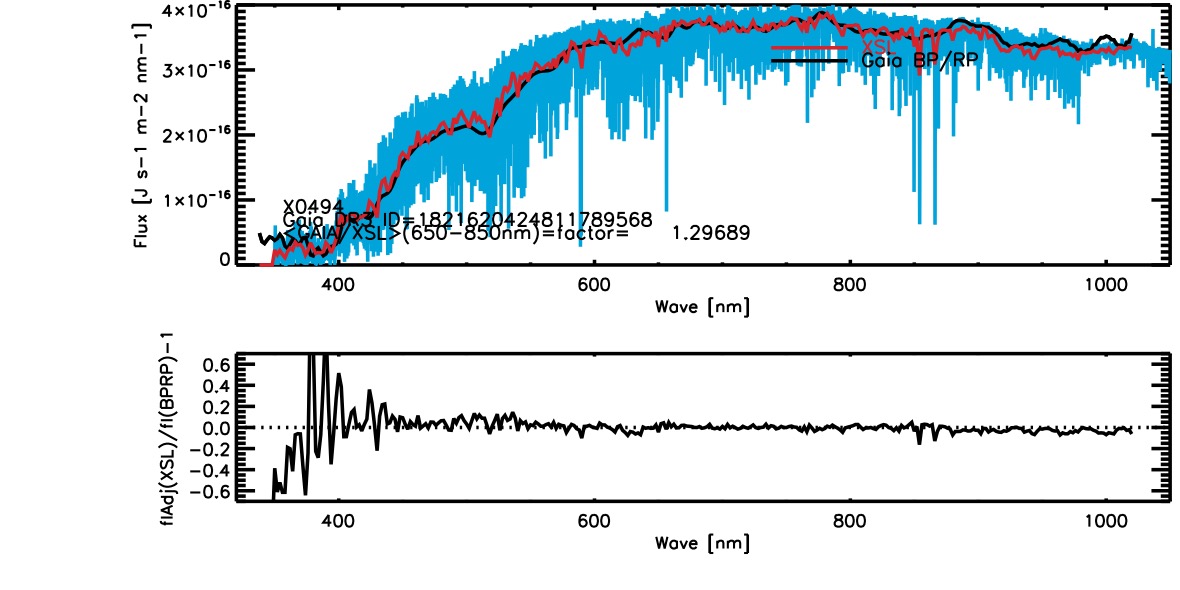 4×10−16
3×10−16
2×10−16
1×10−16
0
Flux [J s−1 m−2 nm−1]
XSL
Gaia BP/RP
X0494
Gaia DR3 ID=1821620424811789568
<GAIA/XSL>(650−850nm)=factor= 1.29689
400 600 800 1000
Wave [nm]
0.6
0.4
0.2
0.0
−0.2
−0.4
−0.6
flAdj(XSL)/fl(BPRP)−1
400 600 800 1000
Wave [nm]